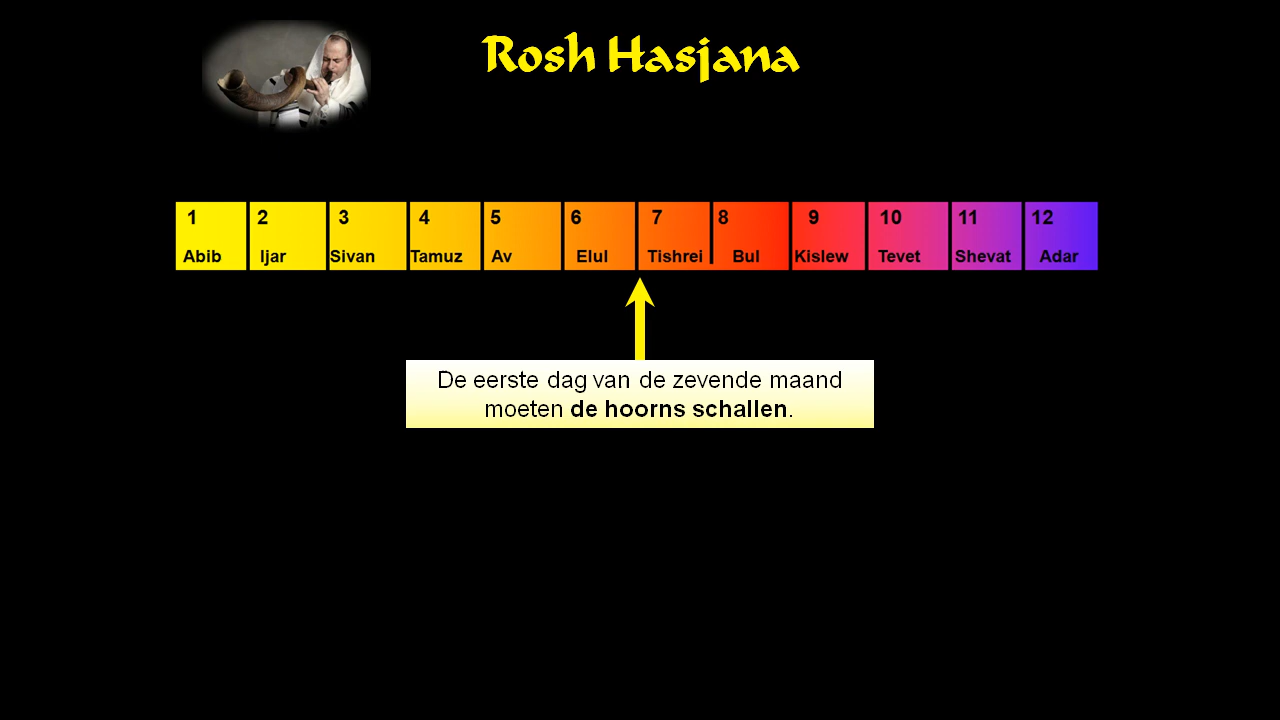 Rosh Hasjana
1 2 3 4 5 6 7 8 9 10 11 12
Abib Ijar Sivan Tamuz Av Elul Tishrei Bul Kislew Tevet Shevat Adar
De eerste dag van de zevende maand
moeten de hoorns schallen.